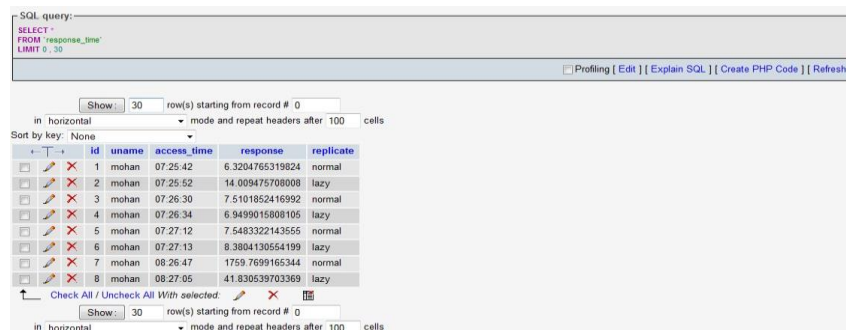 SQL query:
SELECT *
FROM `response_time`
LIMIT 0 , 30
Profiling [ Edit ] [ Explain SQL ] [ Create PHP Code ] [ Refresh
Show : 30 row(s) starting from record # 0
in horizontal mode and repeat headers after 100 cells
Sort by key: None
←T→ id uname access_time response replicate
1 mohan 07:25:42 6.3204765319824 normal
2 mohan 07:25:52 14.009475708008 lazy
3 mohan 07:26:30 7.5101852416992 normal
4 mohan 07:26:34 6.9499015808105 lazy
5 mohan 07:27:12 7.5483322143555 normal
6 mohan 07:27:13 8.3804130554199 lazy
7 mohan 08:26:47 1759.7699165344 normal
8 mohan 08:27:05 41.830539703369 lazy
Check All / Uncheck All With selected:
Show : 30 row(s) starting from record # 0
in horizontal mode and repeat headers after 100 cells